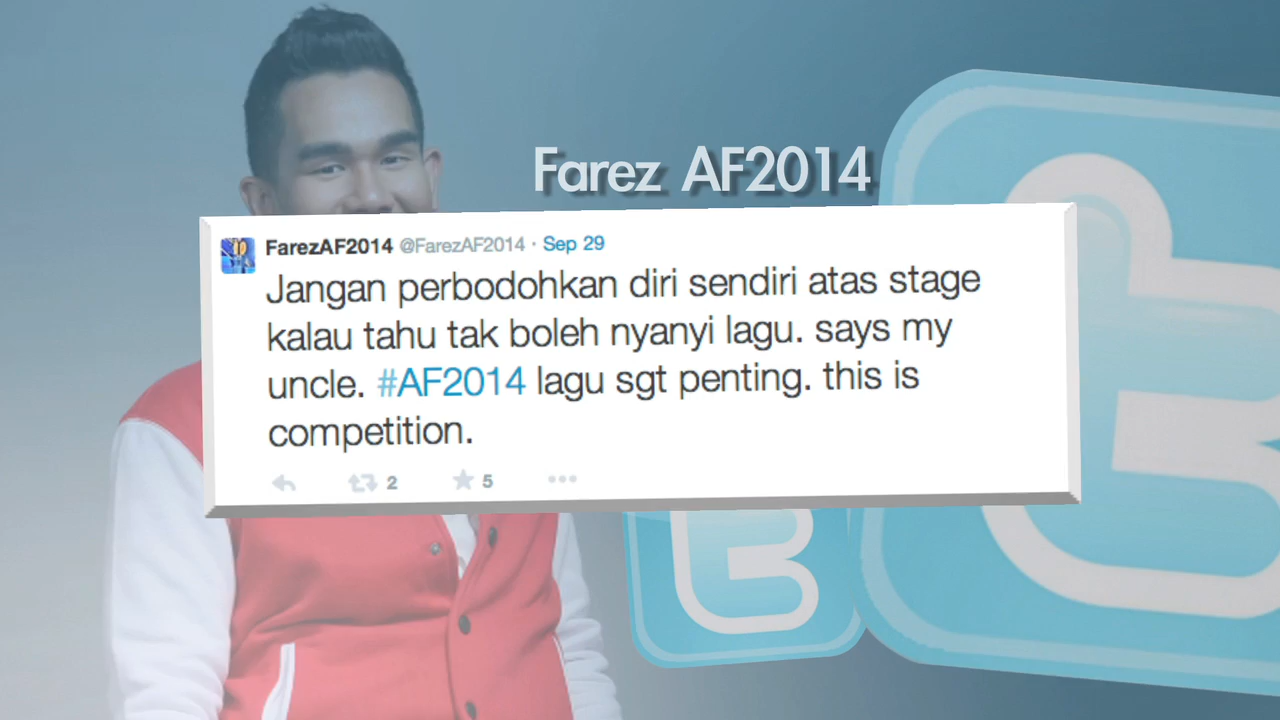 Farez AF2014
FarezAF2014 @FarezAF2014 · Sep 29
Jangan perbodohkan diri sendiri atas stage
kalau tahu tak boleh nyanyi lagu. says my
uncle. #AF2014 lagu sgt penting. this is
competition.
2 5